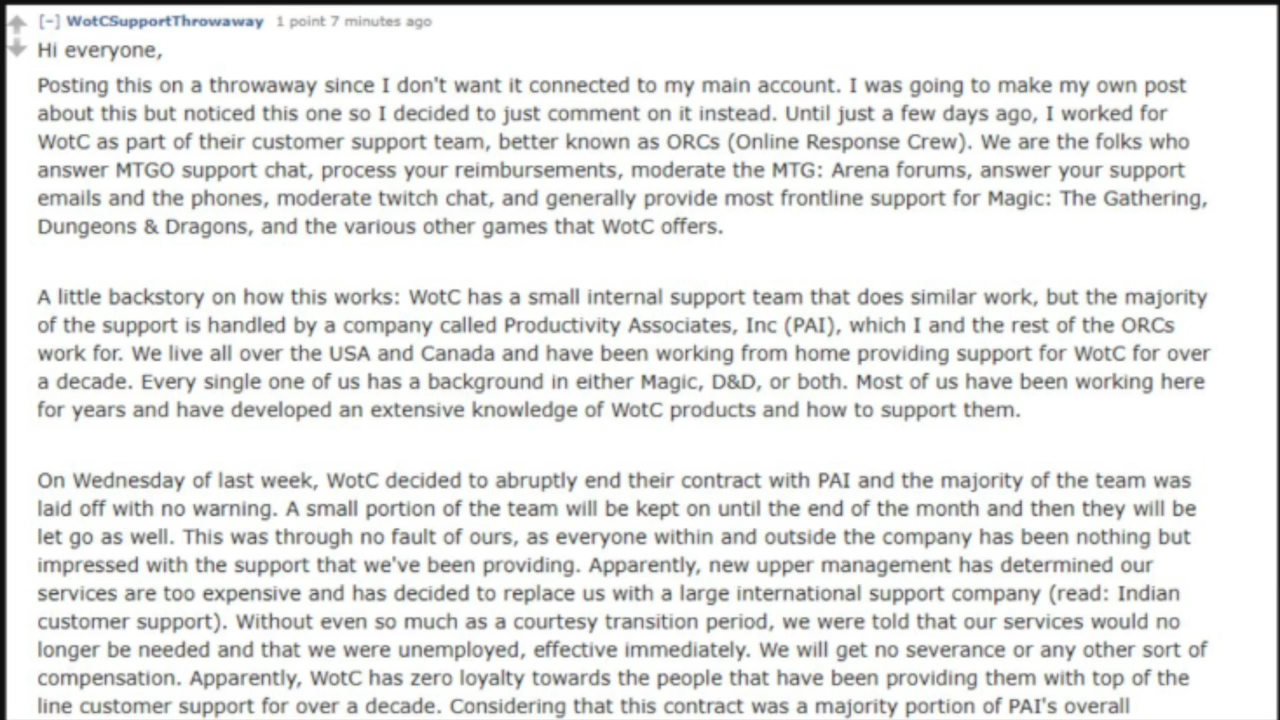 [-] WotCSupportThrowaway 1 point 7 minutes ago
Hi everyone,
Posting this on a throwaway since I don't want it connected to my main account. I was going to make my own post
about this but noticed this one so I decided to just comment on it instead. Until just a few days ago, I worked for
WotC as part of their customer support team, better known as ORCs (Online Response Crew). We are the folks who
answer MTGO support chat, process your reimbursements, moderate the MTG: Arena forums, answer your support
emails and the phones, moderate twitch chat, and generally provide most frontline support for Magic: The Gathering,
Dungeons & Dragons, and the various other games that WotC offers.
A little backstory on how this works: WotC has a small internal support team that does similar work, but the majority
of the support is handled by a company called Productivity Associates, Inc (PAI), which I and the rest of the ORCs
work for. We live all over the USA and Canada and have been working from home providing support for WotC for over
a decade. Every single one of us has a background in either Magic, D&D, or both. Most of us have been working here
for years and have developed an extensive knowledge of WotC products and how to support them.
On Wednesday of last week, WotC decided to abruptly end their contract with PAI and the majority of the team was
laid off with no warning. A small portion of the team will be kept on until the end of the month and then they will be
let go as well. This was through no fault of ours, as everyone within and outside the company has been nothing but
impressed with the support that we've been providing. Apparently, new upper management has determined our
services are too expensive and has decided to replace us with a large international support company (read: Indian
customer support). Without even so much as a courtesy transition period, we were told that our services would no
longer be needed and that we were unemployed, effective immediately. We will get no severance or any other sort of
compensation. Apparently, WotC has zero loyalty towards the people that have been providing them with top of the
line customer support for over a decade. Considering that this contract was a majority portion of PAI's overall